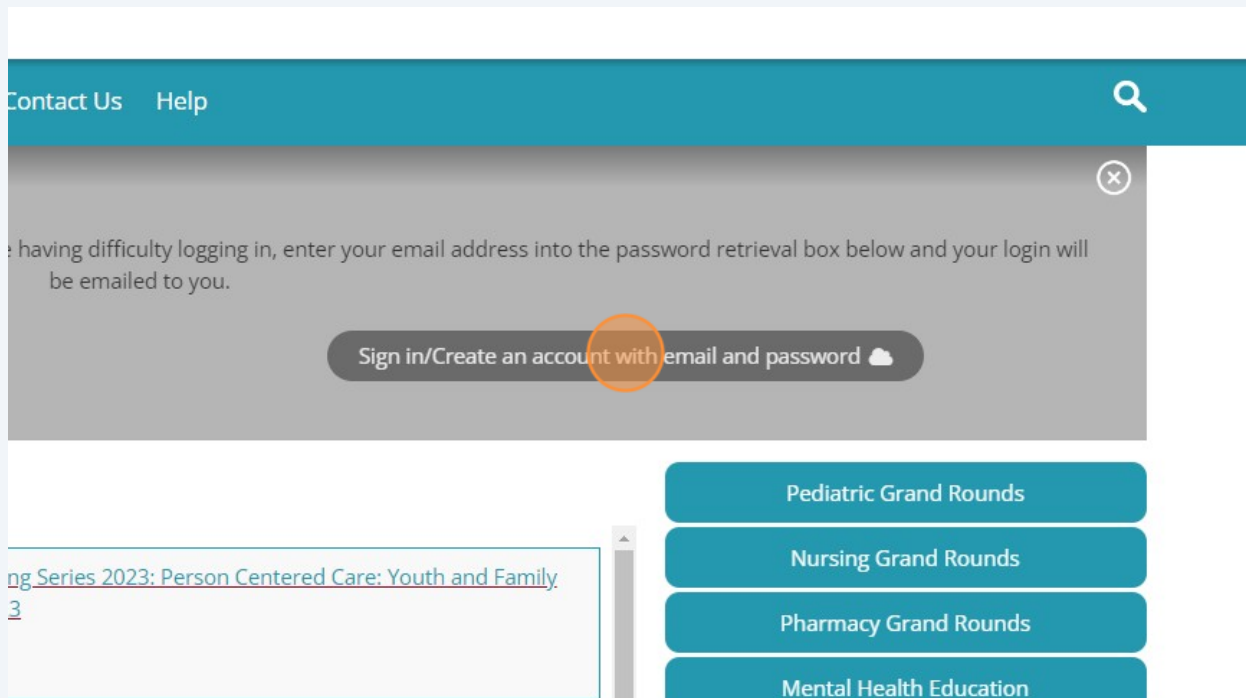 Contact Us Help
having difficulty logging in, enter your email address into the password retrieval box below and your login will
be emailed to you.
Sign in/Create an account with email and password
Pediatric Grand Rounds
Nursing Grand Rounds
Pharmacy Grand Rounds
Mental Health Education
ng Series 2023: Person Centered Care: Youth and Family
3